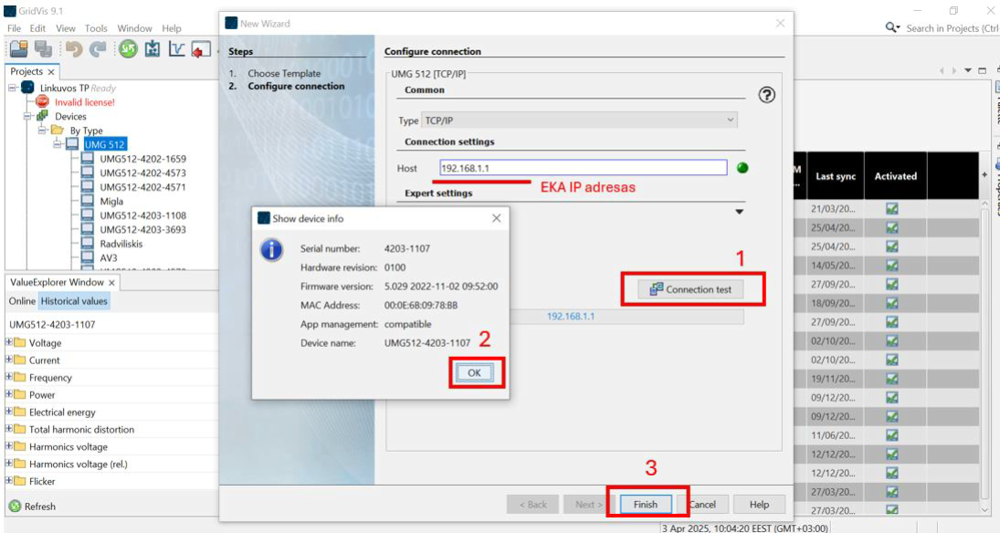 GridVis 9.1
File Edit View Tools Window Help
Search in Projects (Ctrl
Projects
Linkuvos TP Ready
Invalid license!
Devices
By Type
UMG 512
UMG512-4202-1659
UMG512-4202-4573
UMG512-4202-4571
Migla
UMG512-4203-1108
UMG512-4203-3693
Radviliskis
AV3
ValueExplorer Window
Online Historical values
UMG512-4203-1107
Voltage
Current
Frequency
Power
Electrical energy
Total harmonic distortion
Harmonics voltage
Harmonics voltage (rel.)
Flicker
Refresh
New Wizard
Steps
1. Choose Template
2. Configure connection
Configure connection
UMG 512 [TCP/IP]
Common
Type TCP/IP
Connection settings
Host 192.168.1.1
EKA IP adresas
Expert settings
1
Connection test
192.168.1.1
Show device info
Serial number: 4203-1107
Hardware revision: 0100
Firmware version: 5.029 2022-11-02 09:52:00
MAC Address: 00:0E:6B:09:78:BB
App management: compatible
Device name: UMG512-4203-1107
2
OK
3
< Back Next > Finish Cancel Help
M... Last sync Activated
21/03/20...
25/04/20...
25/04/20...
14/05/20...
27/09/20...
18/09/20...
27/09/20...
02/10/20...
02/10/20...
19/11/20...
09/12/20...
09/12/20...
11/06/20...
12/12/20...
12/12/20...
27/03/20...
27/03/20...
3 Apr 2025, 10:04:20 EEST (GMT+03:00)